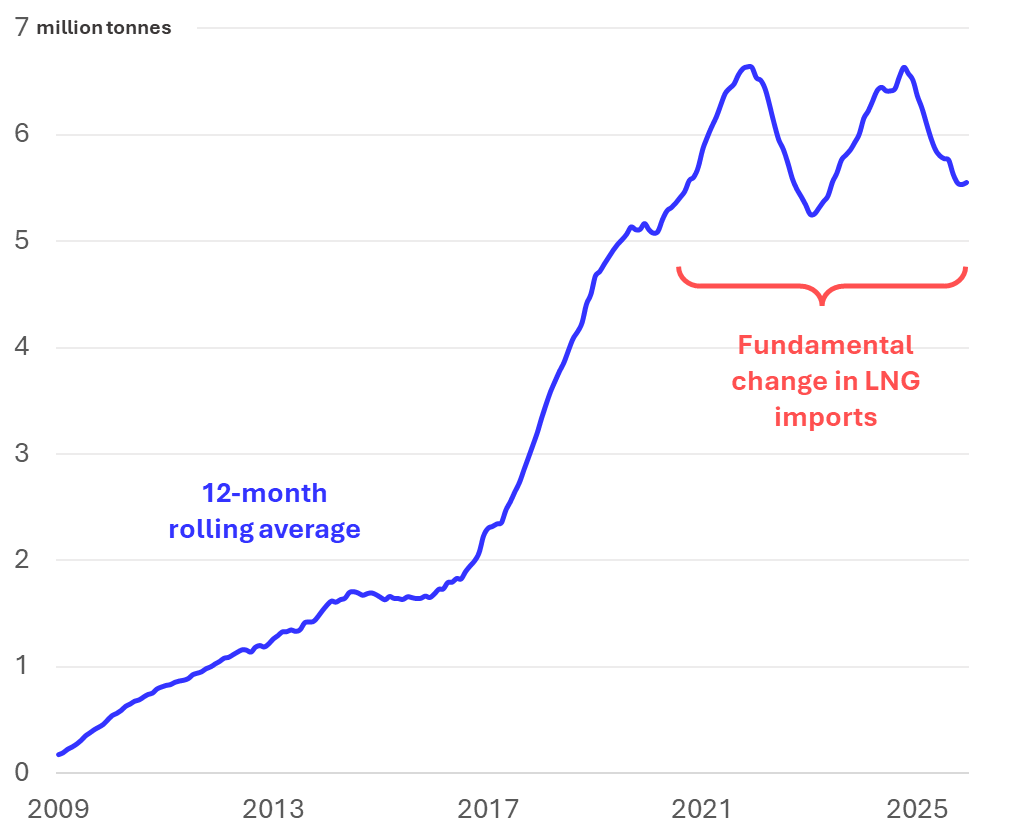 7 million tonnes
6
5
Fundamental
4
change in LNG
imports
3
12-month
rolling average
2
1
0
2009 2013 2017 2021 2025